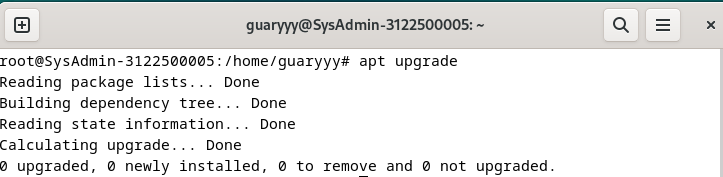 guaryyy@SysAdmin-3122500005: ~
root@SysAdmin-3122500005:/home/guaryyy# apt upgrade
Reading package lists... Done
Building dependency tree... Done
Reading state information... Done
Calculating upgrade... Done
0 upgraded, 0 newly installed, 0 to remove and 0 not upgraded.